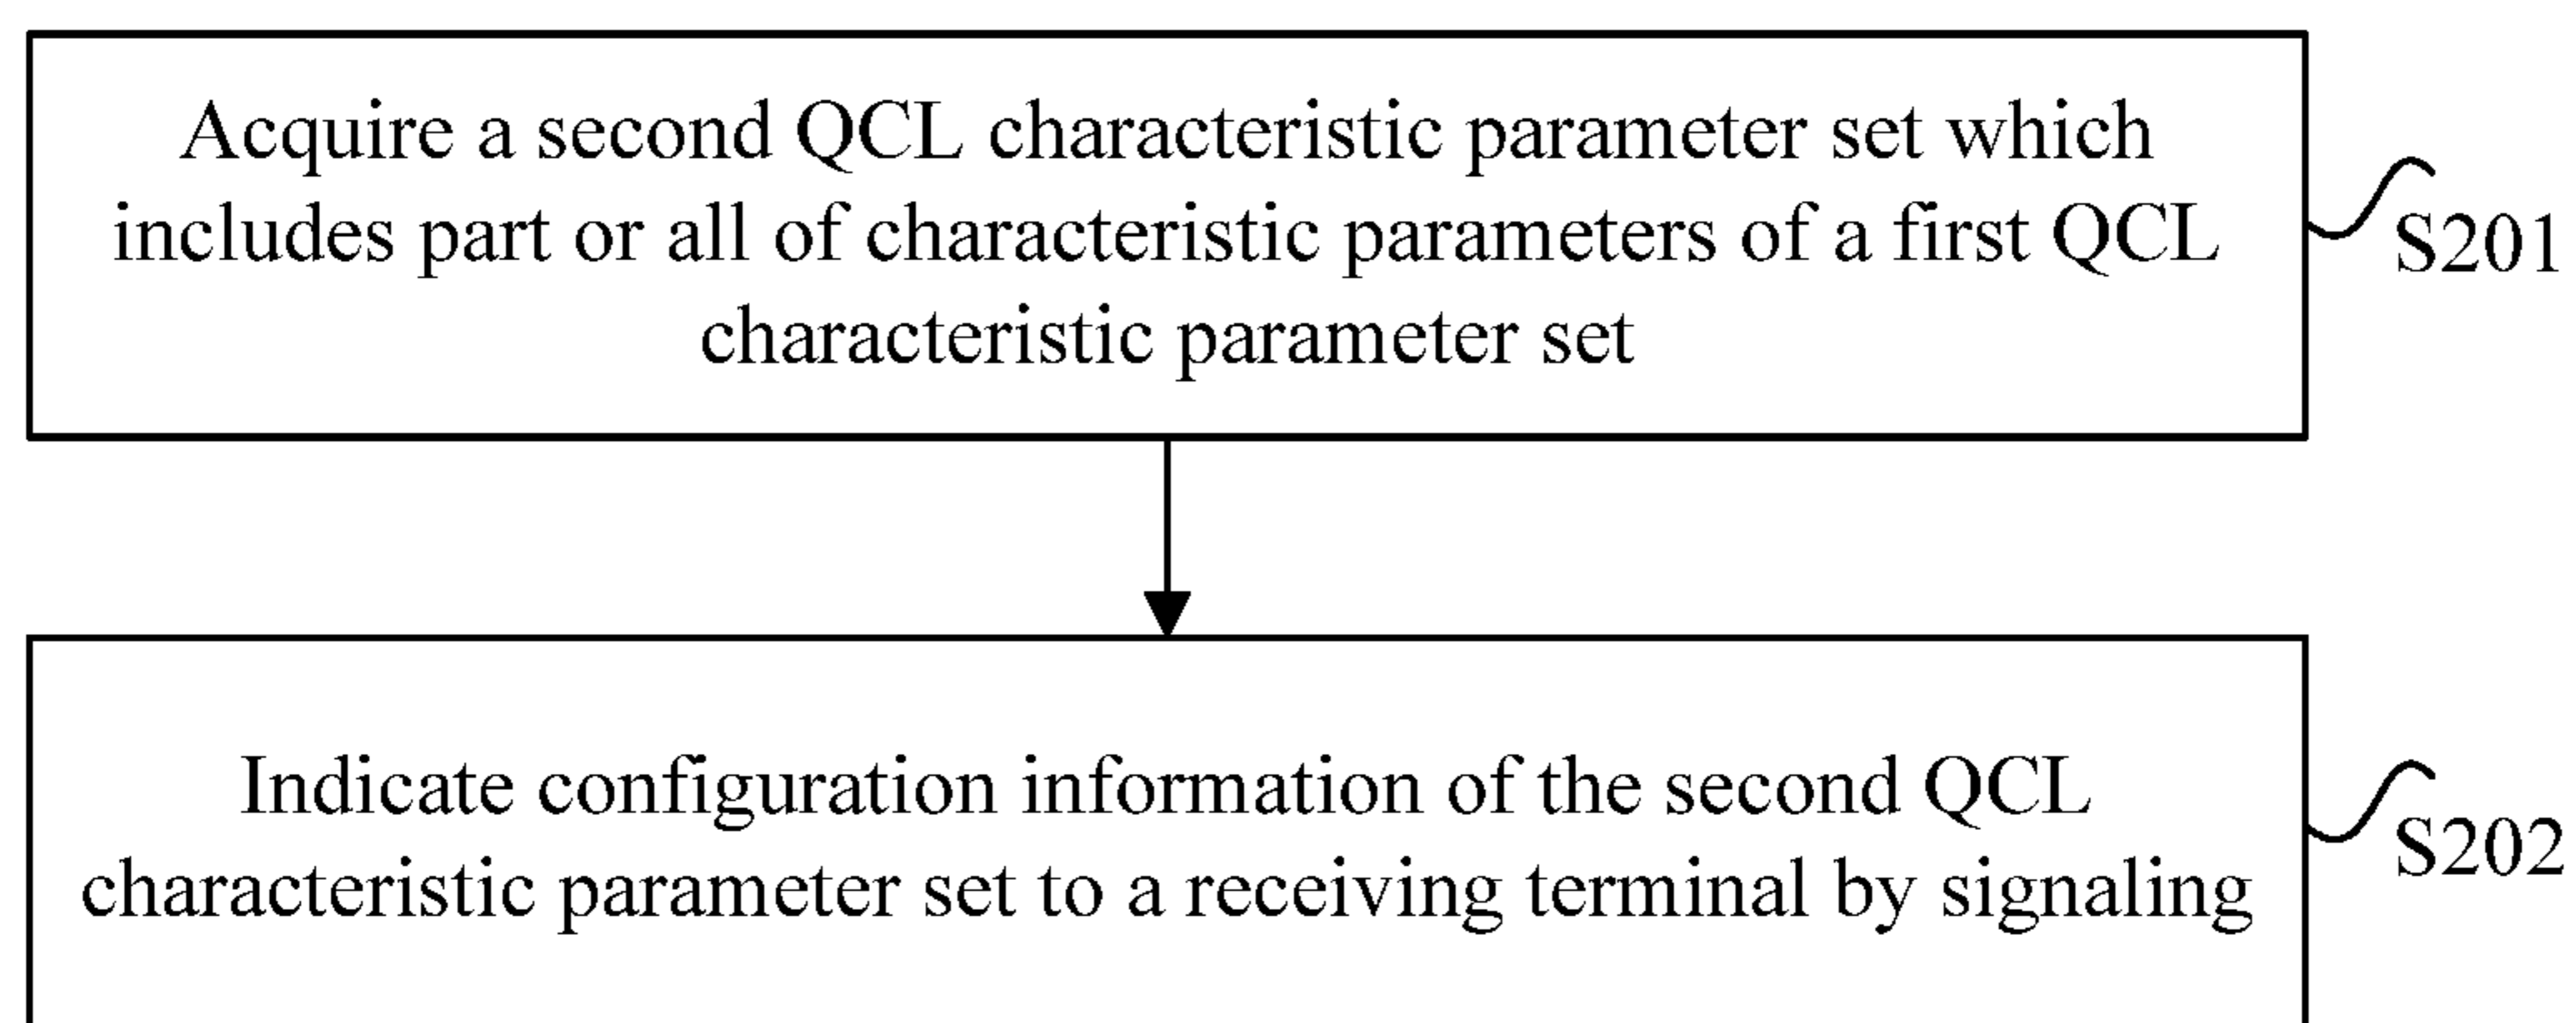 Acquire a second QCL characteristic parameter set which
includes part or all of characteristic parameters of a first QCL
characteristic parameter set
S201
Indicate configuration information of the second QCL
characteristic parameter set to a receiving terminal by signaling
S202